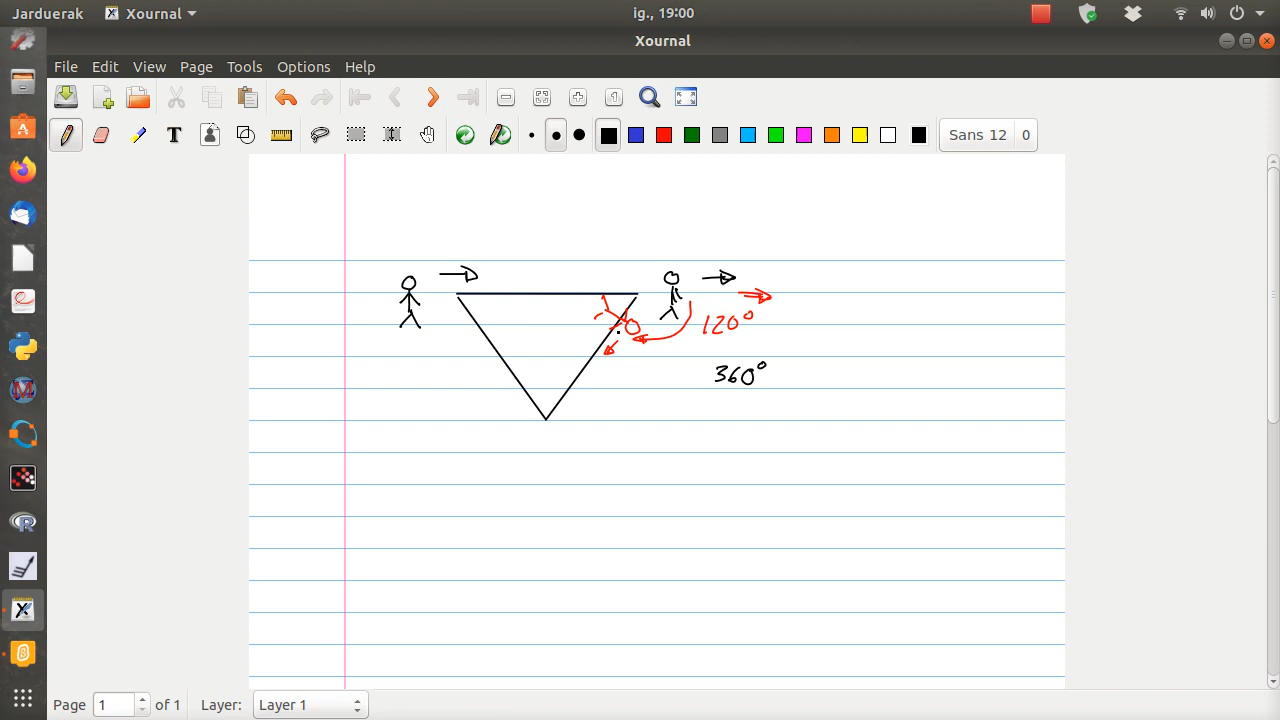 Jarduerak Xournal ig., 19:00
Xournal
File Edit View Page Tools Options Help
Sans 12 0
120°
360°
Page 1 of 1 Layer: Layer 1